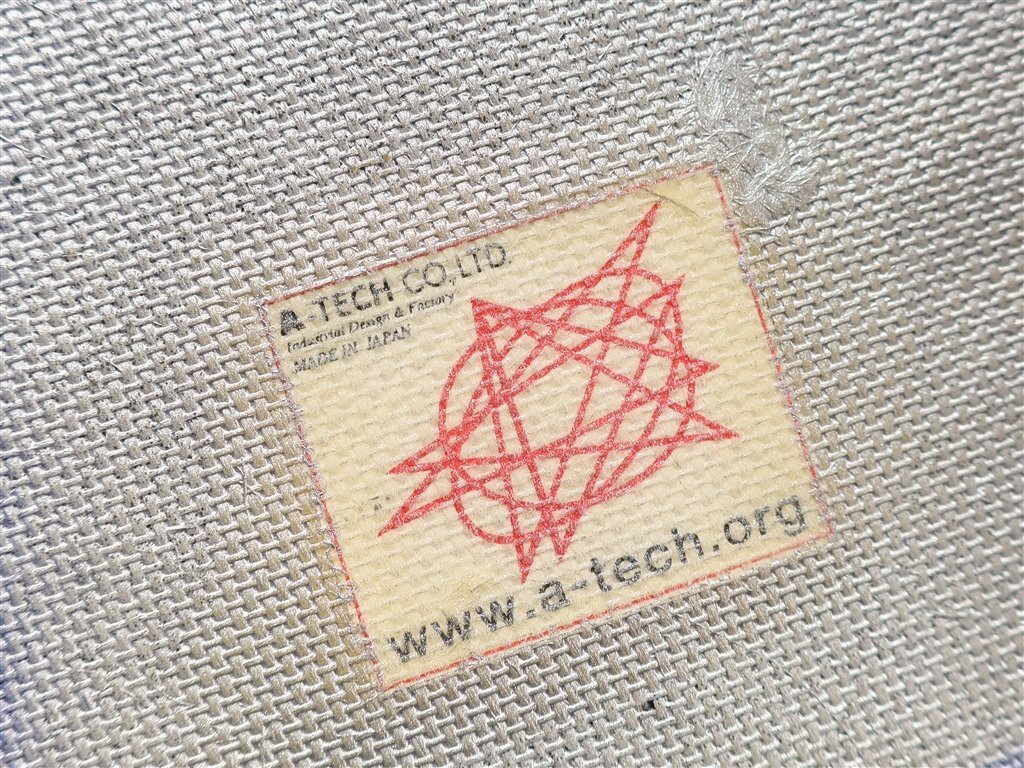 A-TECH CO.,LTD.
Industrial Design & Factory
MADE IN JAPAN
www.a-tech.org